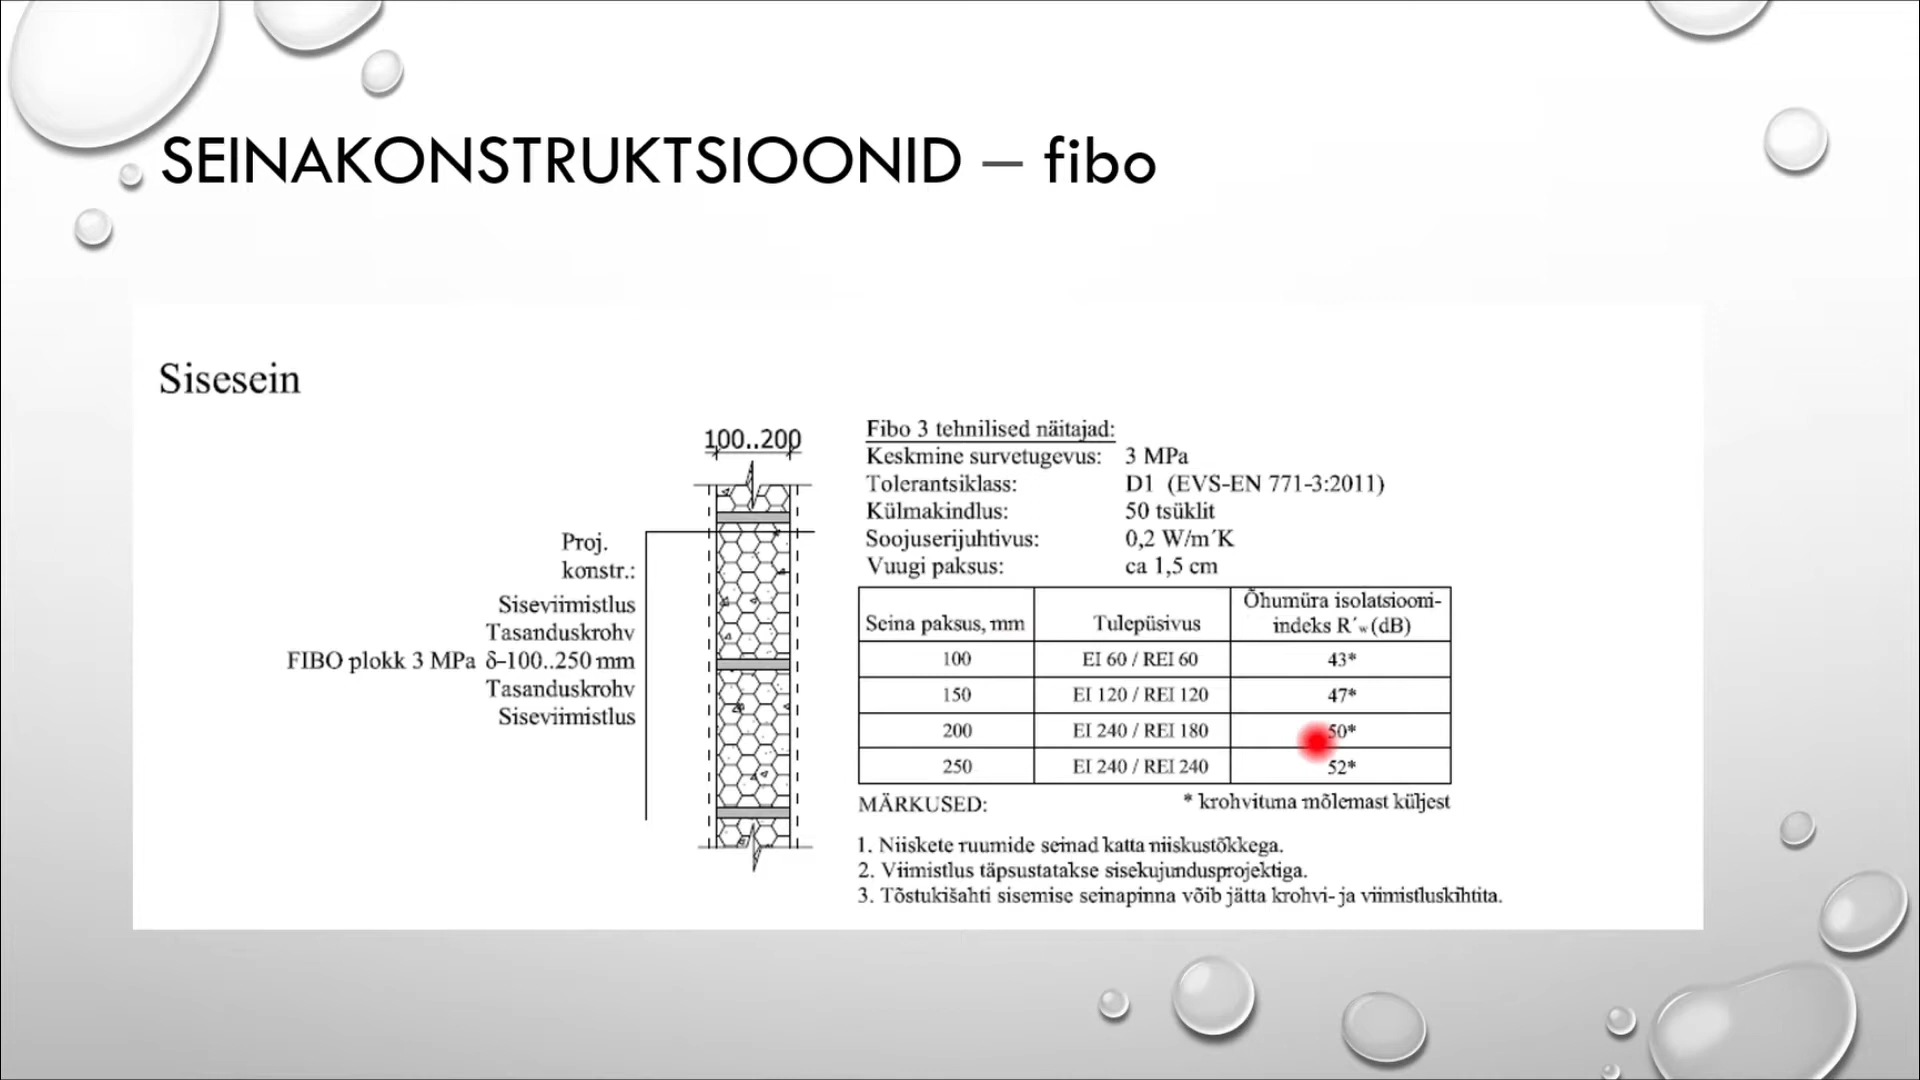 SEINAKONSTRUKTSIOONID – fibo
Sisesein
100..200
Proj.
konstr.:
Siseviimistlus
Tasanduskrohv
FIBO plokk 3 MPa δ-100..250 mm
Tasanduskrohv
Siseviimistlus
Fibo 3 tehnilised näitajad:
Keskmine survetugevus: 3 MPa
Tolerantsiklass: D1 (EVS-EN 771-3:2011)
Külmakindlus: 50 tsüklit
Soojuserijuhtivus: 0,2 W/m´K
Vuugi paksus: ca 1,5 cm
Seina paksus, mm Tulepüsivus Õhumüra isolatsiooni-
indeks R´w (dB)
100 EI 60 / REI 60 43*
150 EI 120 / REI 120 47*
200 EI 240 / REI 180 50*
250 EI 240 / REI 240 52*
MÄRKUSED: * krohvituna mõlemast küljest
1. Niiskete ruumide seinad katta niiskustõkkega.
2. Viimistlus täpsustatakse sisekujundusprojektiga.
3. Tõstukišahti sisemise seinapinna võib jätta krohvi- ja viimistluskihtita.